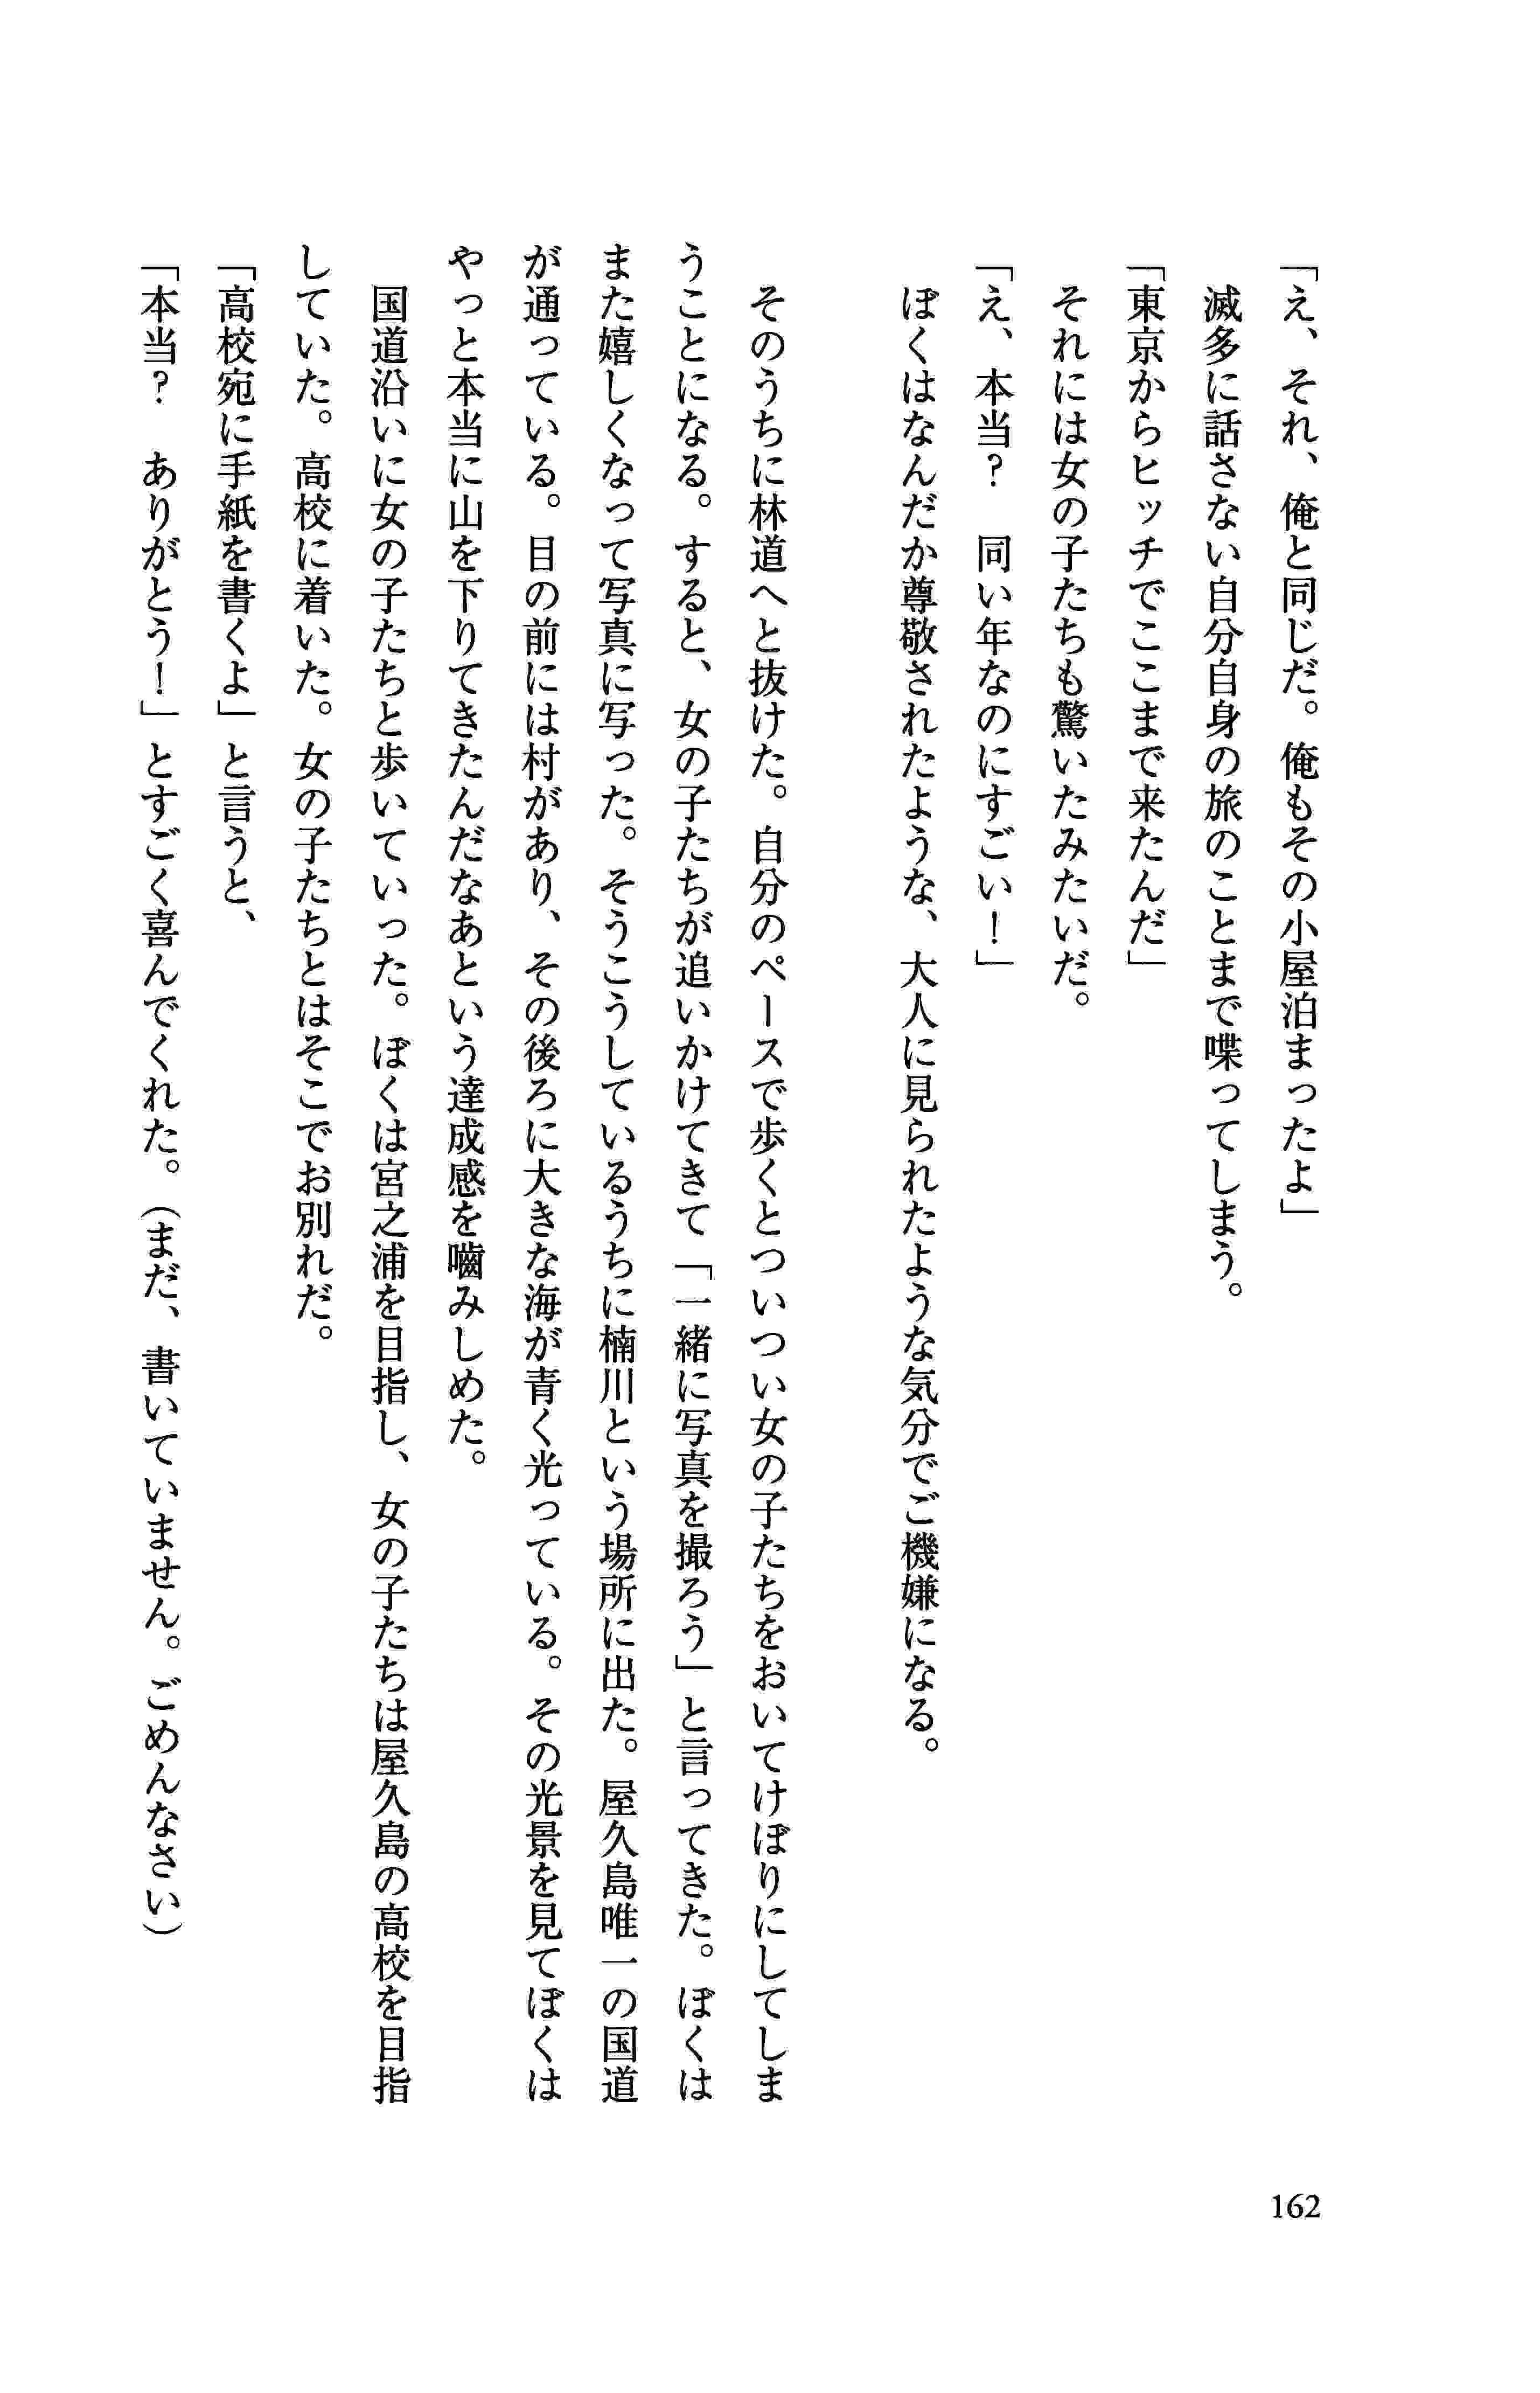 「え、それ、俺と同じだ。俺もその小屋泊まったよ」
滅多に話さない自分自身の旅のことまで喋ってしまう。
「東京からヒッチでここまで来たんだ」
それには女の子たちも驚いたみたいだ。
「え、本当？　同い年なのにすごい！」
ぼくはなんだか尊敬されたような、大人に見られたような気分でご機嫌になる。
そのうちに林道へと抜けた。自分のペースで歩くとついつい女の子たちをおいてけぼりにしてしま
うことになる。すると、女の子たちが追いかけてきて「一緒に写真を撮ろう」と言ってきた。ぼくは
また嬉しくなって写真に写った。そうこうしているうちに楠川という場所に出た。屋久島唯一の国道
が通っている。目の前には村があり、その後ろに大きな海が青く光っている。その光景を見てぼくは
やっと本当に山を下りてきたんだなあという達成感を嚙みしめた。
国道沿いに女の子たちと歩いていった。ぼくは宮之浦を目指し、女の子たちは屋久島の高校を目指
していた。高校に着いた。女の子たちとはそこでお別れだ。
「高校宛に手紙を書くよ」と言うと、
「本当？　ありがとう！」とすごく喜んでくれた。（まだ、書いていません。ごめんなさい）
162